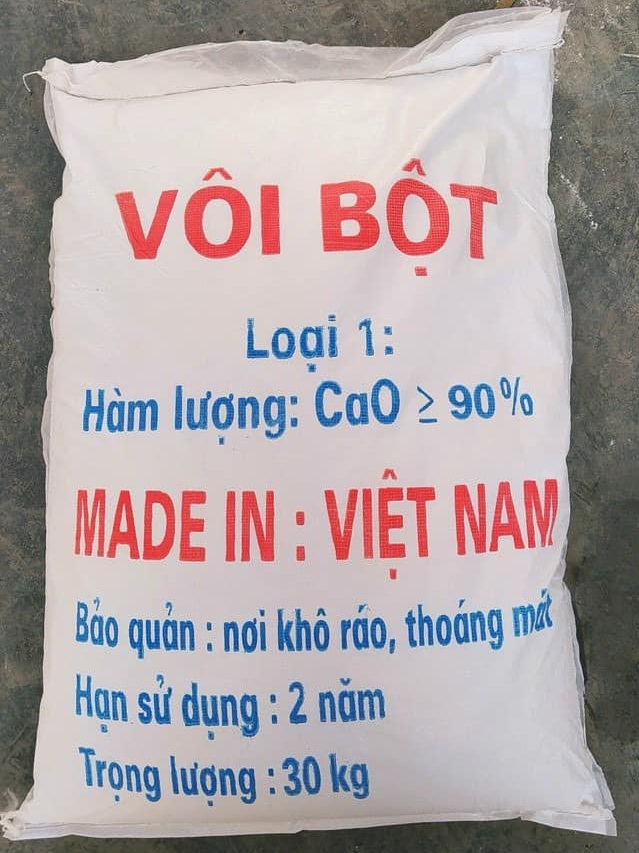 VÔI BỘT
Loại 1:
Hàm lượng: CaO ≥ 90%
MADE IN : VIỆT NAM
Bảo quản : nơi khô ráo, thoáng mát
Hạn sử dụng : 2 năm
Trọng lượng : 30 kg